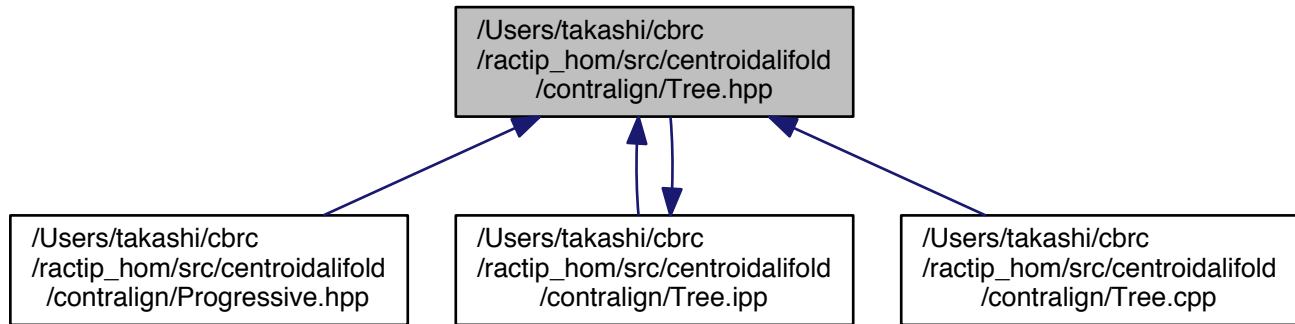 /Users/takashi/cbrc
/ractip_hom/src/centroidalifold
/contralign/Tree.hpp
/Users/takashi/cbrc
/ractip_hom/src/centroidalifold
/contralign/Progressive.hpp
/Users/takashi/cbrc
/ractip_hom/src/centroidalifold
/contralign/Tree.ipp
/Users/takashi/cbrc
/ractip_hom/src/centroidalifold
/contralign/Tree.cpp